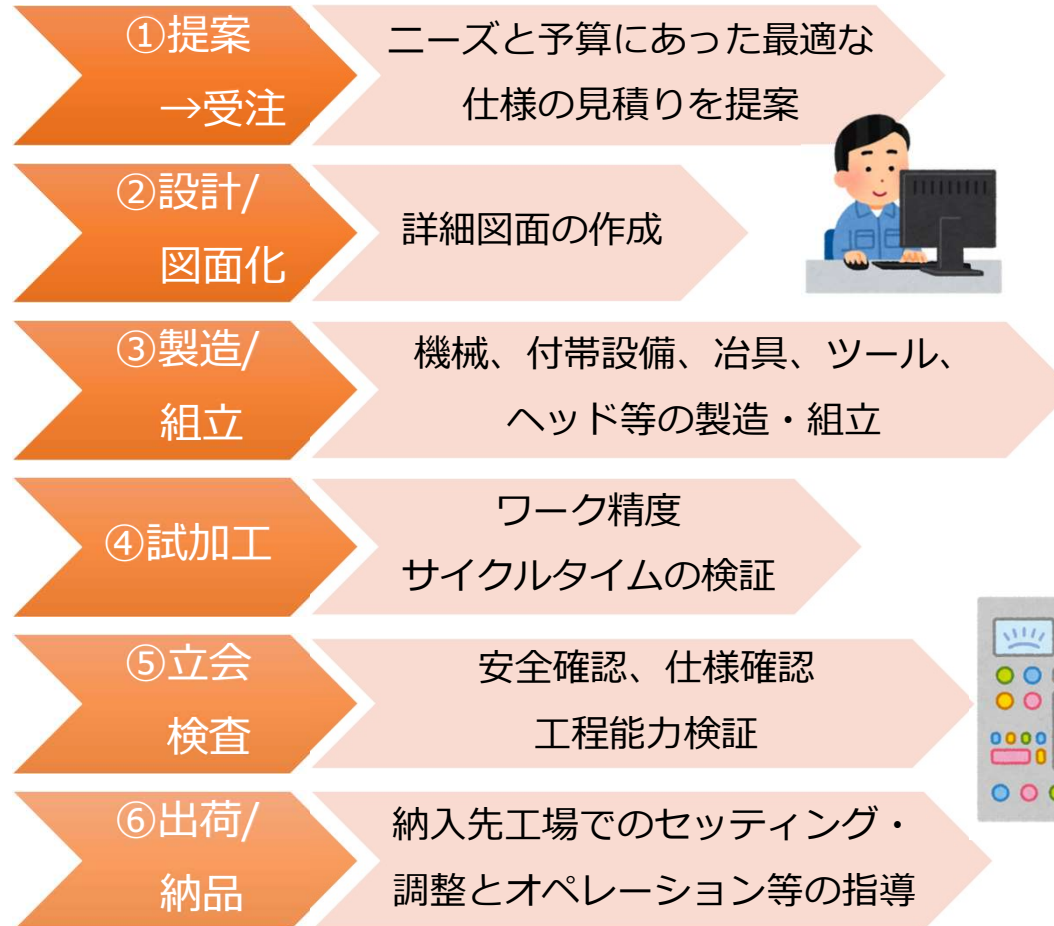 ①提案
→受注
ニーズと予算にあった最適な
仕様の見積りを提案
②設計/
図面化
詳細図面の作成
③製造/
組立
機械、付帯設備、冶具、ツール、
ヘッド等の製造・組立
④試加工
ワーク精度
サイクルタイムの検証
⑤立会
検査
安全確認、仕様確認
工程能力検証
⑥出荷/
納品
納入先工場でのセッティング・
調整とオペレーション等の指導